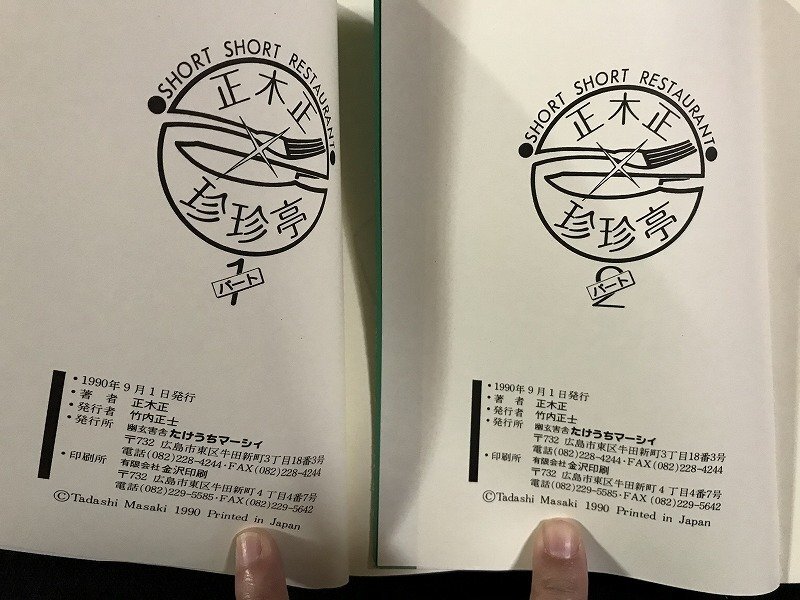 SHORT SHORT RESTAURANT
正木正
珍珍亭
1
パート
・1990年9月1日発行
・著 者 正木正
・発行者 竹内正士
・発行所 幽玄害舎たけうちマーシィ
〒732 広島市東区牛田新町3丁目18番3号
電話(082)228-4244・FAX(082)228-4244
・印刷所 有限会社金沢印刷
〒732 広島市東区牛田新町4丁目4番7号
電話(082)229-5585・FAX(082)229-5642
©Tadashi Masaki 1990 Printed in Japan
SHORT SHORT RESTAURANT
正木正
珍珍亭
2
パート
・1990年9月1日発行
・著 者 正木正
・発行者 竹内正士
・発行所 幽玄害舎たけうちマーシィ
〒732 広島市東区牛田新町3丁目18番3号
電話(082)228-4244・FAX(082)228-4244
・印刷所 有限会社金沢印刷
〒732 広島市東区牛田新町4丁目4番7号
電話(082)229-5585・FAX(082)229-5642
©Tadashi Masaki 1990 Printed in Japan